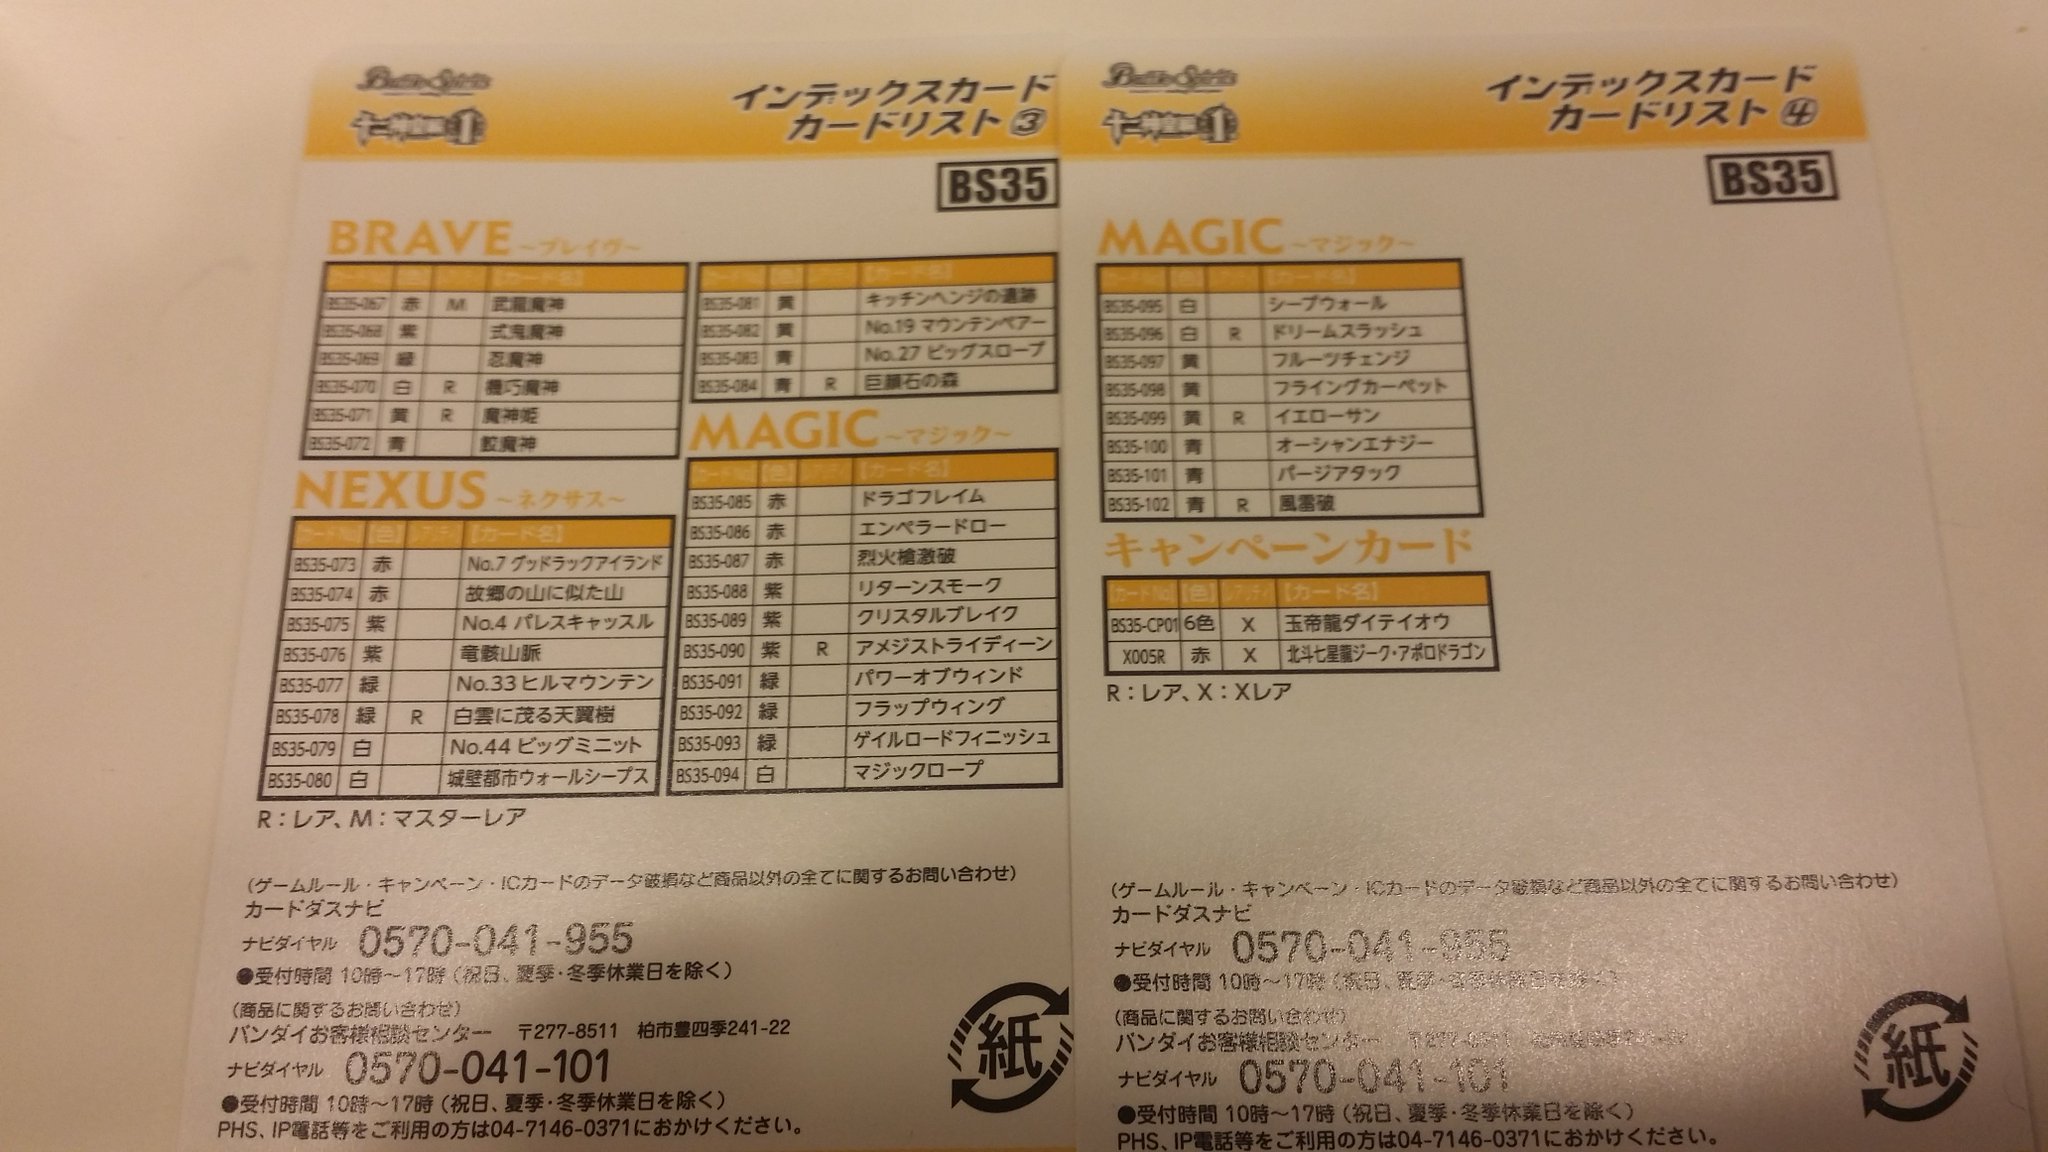 Battle Spirits
インデックスカード
カードリスト③
BS35
BRAVE ～ブレイヴ～
カードNo. 【色】 レアリティ 【カード名】
BS35-067 赤 M 武龍魔神
BS35-068 紫 式鬼魔神
BS35-069 緑 忍魔神
BS35-070 白 R 機巧魔神
BS35-071 黄 R 魔神姫
BS35-072 青 鮫魔神
NEXUS ～ネクサス～
カードNo. 【色】 レアリティ 【カード名】
BS35-073 赤 No.7 グッドラックアイランド
BS35-074 赤 故郷の山に似た山
BS35-075 紫 No.4 パレスキャッスル
BS35-076 紫 竜骸山脈
BS35-077 緑 No.33 ヒルマウンテン
BS35-078 緑 R 白雲に茂る天翼樹
BS35-079 白 No.44 ビッグミニット
BS35-080 白 城壁都市ウォールシープス
カードNo. 【色】 レアリティ 【カード名】
BS35-081 黄 キッチンヘンジの遺跡
BS35-082 黄 No.19 マウンテンベアー
BS35-083 青 No.27 ビッグスロープ
BS35-084 青 R 巨顔石の森
MAGIC ～マジック～
カードNo. 【色】 レアリティ 【カード名】
BS35-085 赤 ドラゴフレイム
BS35-086 赤 エンペラードロー
BS35-087 赤 烈火槍激破
BS35-088 紫 リターンスモーク
BS35-089 紫 クリスタルブレイク
BS35-090 紫 R アメジストライディーン
BS35-091 緑 パワーオブウィンド
BS35-092 緑 フラップウィング
BS35-093 緑 ゲイルロードフィニッシュ
BS35-094 白 マジックロープ
R：レア、M：マスターレア
（ゲームルール・キャンペーン・ICカードのデータ破損など商品以外の全てに関するお問い合わせ）
カードダスナビ
ナビダイヤル 0570-041-955
●受付時間 10時～17時（祝日、夏季・冬季休業日を除く）
（商品に関するお問い合わせ）
バンダイお客様相談センター 〒277-8511 柏市豊四季241-22
ナビダイヤル 0570-041-101
●受付時間 10時～17時（祝日、夏季・冬季休業日を除く）
PHS、IP電話等をご利用の方は04-7146-0371におかけください。
紙
Battle Spirits
インデックスカード
カードリスト④
BS35
MAGIC ～マジック～
BS35-095 白 シープウォール
BS35-096 白 R ドリームスラッシュ
BS35-097 黄 フルーツチェンジ
BS35-098 黄 フライングカーペット
BS35-099 黄 R イエローサン
BS35-100 青 オーシャンエナジー
BS35-101 青 パージアタック
BS35-102 青 R 風雷破
キャンペーンカード
カードNo. 【色】 レアリティ 【カード名】
BS35-CP01 6色 X 玉帝龍ダイテイオウ
X005R 赤 X 北斗七星龍ジーク・アポロドラゴン
R：レア、X：Xレア
（ゲームルール・キャンペーン・ICカードのデータ破損など商品以外の全てに関するお問い合わせ）
カードダスナビ
ナビダイヤル 0570-041-955
●受付時間 10時～17時（祝日、夏季・冬季休業日を除く）
（商品に関するお問い合わせ）
バンダイお客様相談センター 〒277-8511
ナビダイヤル 0570-041-101
●受付時間 10時～17時（祝日、夏季・冬季休業日を除く）
PHS、IP電話等をご利用の方は04-7146-0371におかけください。
紙